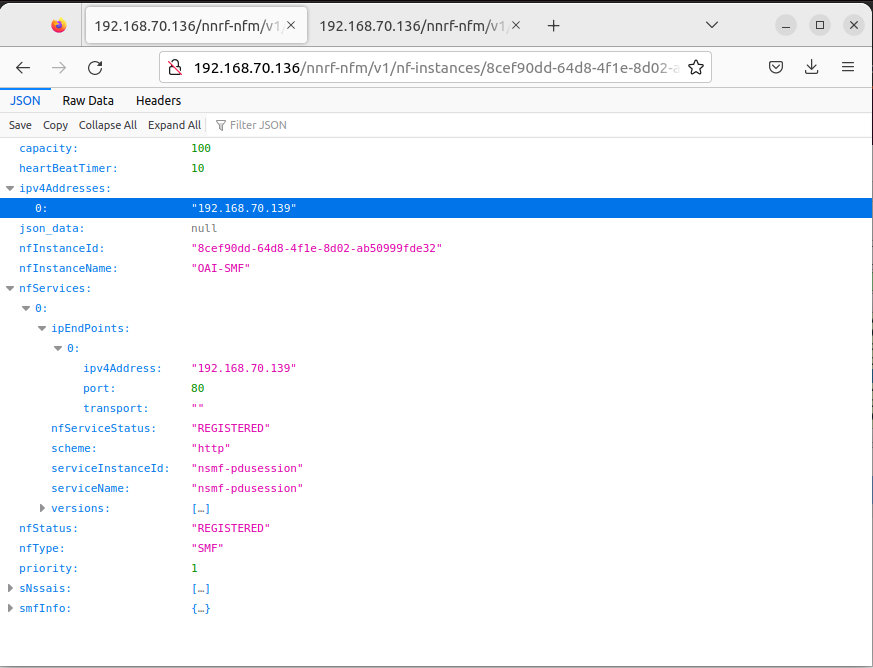 192.168.70.136/nnrf-nfm/v1/ 192.168.70.136/nnrf-nfm/v1/
192.168.70.136/nnrf-nfm/v1/nf-instances/8cef90dd-64d8-4f1e-8d02-a
JSON Raw Data Headers
Save Copy Collapse All Expand All Filter JSON
capacity: 100
heartBeatTimer: 10
ipv4Addresses:
0: "192.168.70.139"
json_data: null
nfInstanceId: "8cef90dd-64d8-4f1e-8d02-ab50999fde32"
nfInstanceName: "OAI-SMF"
nfServices:
0:
ipEndPoints:
0:
ipv4Address: "192.168.70.139"
port: 80
transport: ""
nfServiceStatus: "REGISTERED"
scheme: "http"
serviceInstanceId: "nsmf-pdusession"
serviceName: "nsmf-pdusession"
versions: […]
nfStatus: "REGISTERED"
nfType: "SMF"
priority: 1
sNssais: […]
smfInfo: {…}